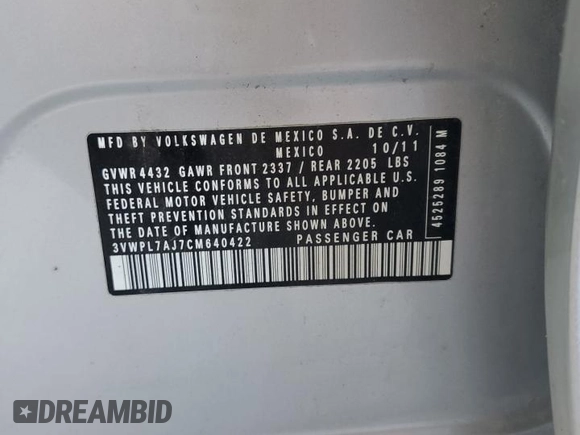 MFD BY VOLKSWAGEN DE MEXICO S.A. DE C.V.
MEXICO 10/11
GVWR 4432 GAWR FRONT 2337 / REAR 2205 LBS
THIS VEHICLE CONFORMS TO ALL APPLICABLE U.S.
FEDERAL MOTOR VEHICLE SAFETY, BUMPER AND
THEFT PREVENTION STANDARDS IN EFFECT ON
THE DATE OF MANUFACTURE SHOWN ABOVE.
3VWPL7AJ7CM640422 PASSENGER CAR
4525289 1084 M
DREAMBID